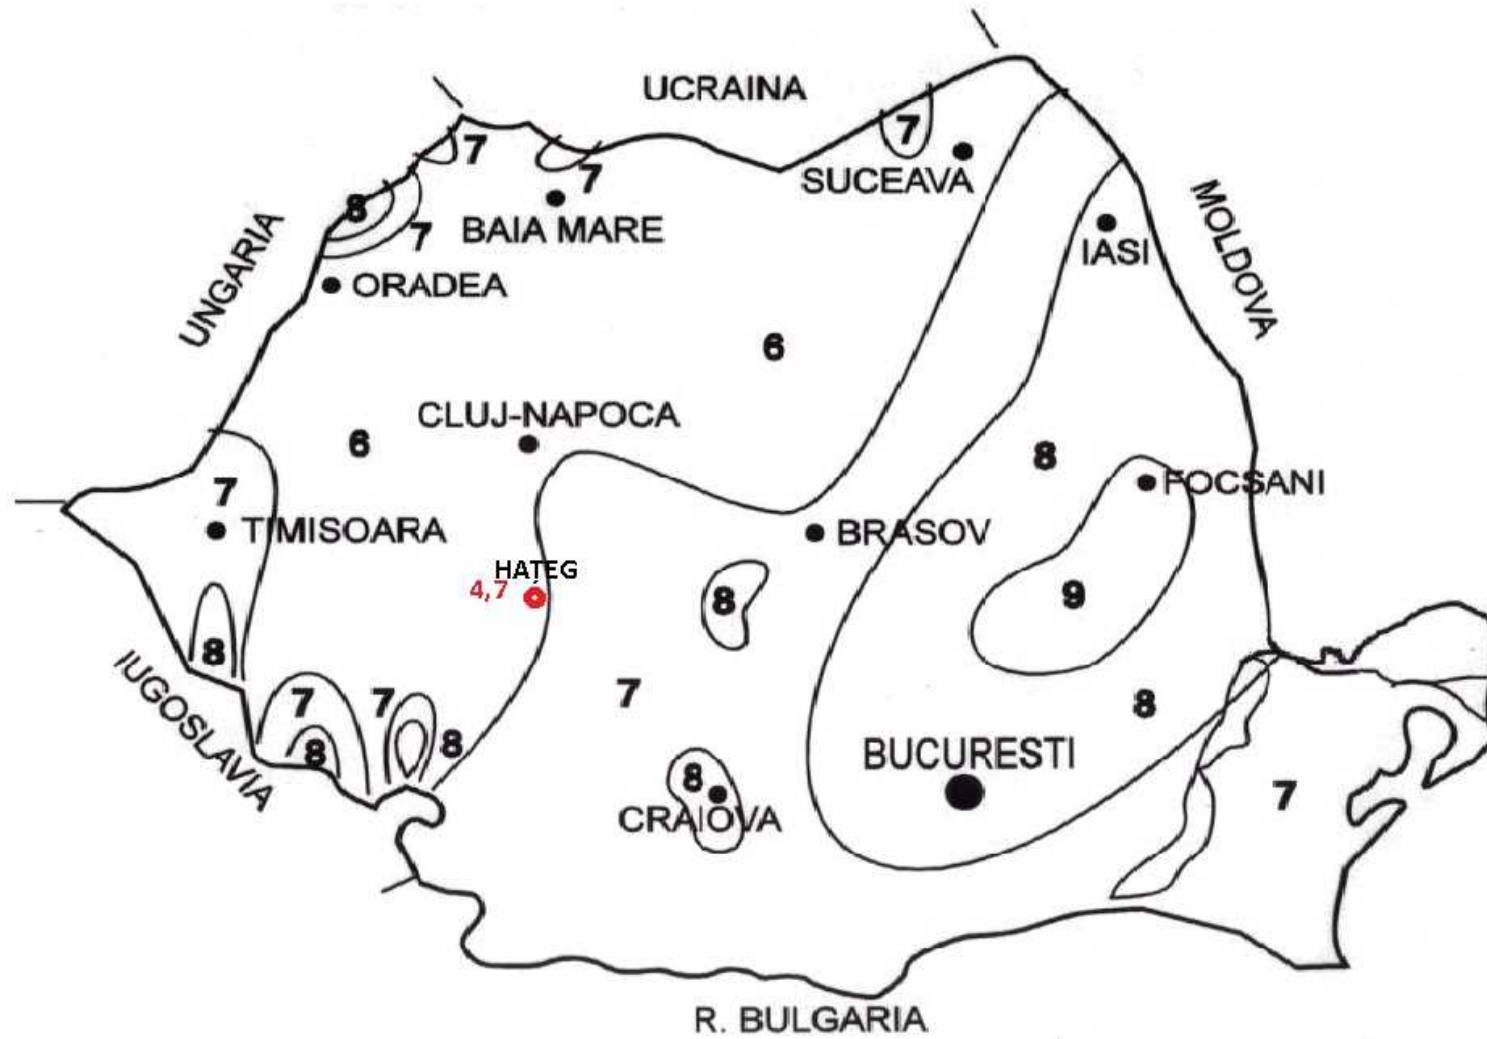 UCRAINA
7
SUCEAVA
7
7
BAIA MARE
8
7
ORADEA
UNGARIA
MOLDOVA
IASI
6
CLUJ-NAPOCA
6
8
FOCSANI
7
TIMISOARA
BRASOV
HAȚEG
4,7
8
9
8
IUGOSLAVIA
7
7
8
8
7
8
BUCURESTI
8
CRAIOVA
7
R. BULGARIA